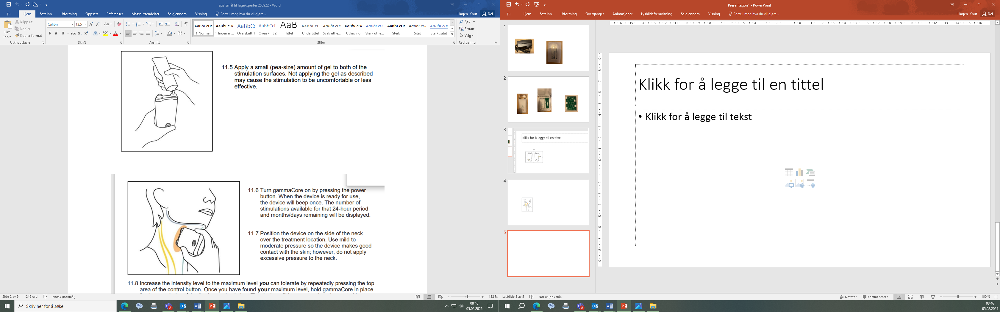 spørsmål til fageksperter 250922 - Word
Fil Hjem Sett inn Utforming Oppsett Referanser Masseutsendelser Se gjennom Visning Fortell meg hva du vil gjøre... Hagen, Knut Del
Lim inn
Klipp ut
Kopier
Kopier format
Utklippstavle
Calibri 13,5
F K U abc x₂ x²
Skrift
Avsnitt
AaBbCcDc AaBbCcDc AaBbCc AaBbCcD AaB AaBbCcD AaBbCcDc AaBbCcDc AaBbCcDc AaBbCcDc AaBbCcDc AaBbCcDc
¶ Normal ¶ Ingen m... Overskrift 1 Overskrift 2 Tittel Undertittel Svak uthe... Utheving Sterk uthe... Sterk Sitat Sterkt sitat
Stiler
Søk
Erstatt
Velg
Redigering
11.5 Apply a small (pea-size) amount of gel to both of the
stimulation surfaces. Not applying the gel as described
may cause the stimulation to be uncomfortable or less
effective.
11.6 Turn gammaCore on by pressing the power
button. When the device is ready for use,
the device will beep once. The number of
stimulations available for that 24-hour period
and months/days remaining will be displayed.
11.7 Position the device on the side of the neck
over the treatment location. Use mild to
moderate pressure so the device makes good
contact with the skin; however, do not apply
excessive pressure to the neck.
11.8 Increase the intensity level to the maximum level you can tolerate by repeatedly pressing the top
area of the control button. Once you have found your maximum level, hold gammaCore in place
Side 2 av 9 1249 ord Norsk (bokmål) 152 %
Skriv her for å søke
08:46
05.02.2025
Presentasjon1 - PowerPoint
Fil Hjem Sett inn Utforming Overganger Animasjoner Lysbildefremvisning Se gjennom Visning Fortell meg hva du vil gjøre... Hagen, Knut Del
1
2
3
Klikk for å legge til en tittel
4
5
Klikk for å legge til en tittel
• Klikk for å legge til tekst
Lysbilde 5 av 5 Norsk (bokmål) Notater Kommentarer 100 %
08:46
05.02.2025